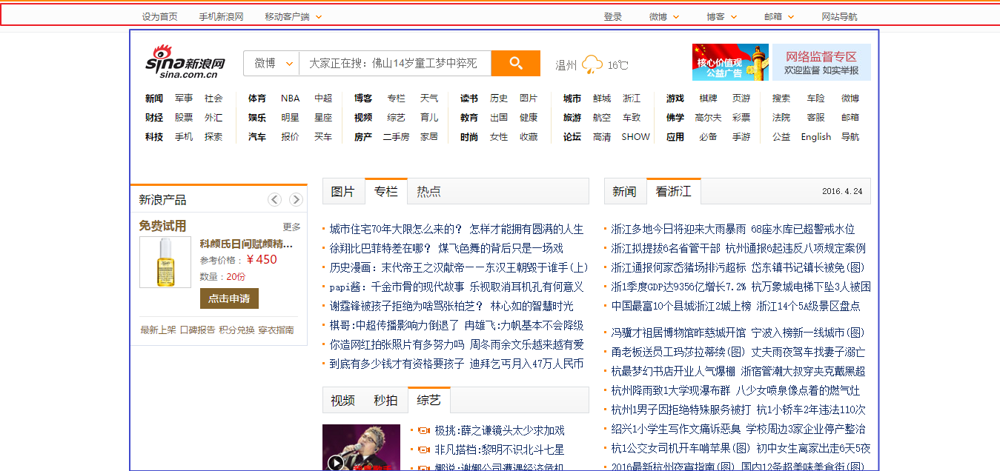 设为首页 手机新浪网 移动客户端 登录 微博 博客 邮箱 网站导航
sina新浪网
sina.com.cn
微博 大家正在搜：佛山14岁童工梦中猝死 温州 16℃
核心价值观
公益广告
网络监督专区
欢迎监督 如实举报
新闻 军事 社会 体育 NBA 中超 博客 专栏 天气 读书 历史 图片 城市 鲜城 浙江 游戏 棋牌 页游 搜索 车险 微博
财经 股票 外汇 娱乐 明星 星座 视频 综艺 育儿 教育 出国 健康 旅游 航空 车致 佛学 高尔夫 彩票 法院 客服 邮箱
科技 手机 探索 汽车 报价 买车 房产 二手房 家居 时尚 女性 收藏 论坛 高清 SHOW 应用 必备 手游 公益 English 导航
新浪产品
免费试用 更多
科颜氏日间赋颜精...
参考价格：￥450
数量：20份
点击申请
最新上架 口碑报告 积分兑换 穿衣指南
图片 专栏 热点
城市住宅70年大限怎么来的？ 怎样才能拥有圆满的人生
徐翔比巴菲特差在哪？ 煤飞色舞的背后只是一场戏
历史漫画：末代帝王之汉献帝——东汉王朝毁于谁手(上)
papi酱：千金市骨的现代故事 乐视取消耳机孔有何意义
谢霆锋被孩子拒绝为啥骂张柏芝？ 林心如的智慧时光
棋哥:中超传播影响力倒退了 冉雄飞:力帆基本不会降级
你造网红拍张照片有多努力吗 周冬雨余文乐越来越有爱
到底有多少钱才有资格要孩子 迪拜乞丐月入47万人民币
视频 秒拍 综艺
极挑:薛之谦镜头太少求加戏
非凡搭档:黎明不识北斗七星
娜说:谢娜公司遭遇经济危机
新闻 看浙江 2016.4.24
浙江多地今日将迎来大雨暴雨 68座水库已超警戒水位
浙江拟提拔6名省管干部 杭州通报6起违反八项规定案例
浙江通报何家岙猪场排污超标 岱东镇书记镇长被免(图)
浙1季度GDP达9356亿增长7.2% 杭万象城电梯下坠3人被困
中国最富10个县城浙江2城上榜 浙江14个5A级景区盘点
冯骥才祖居博物馆昨慈城开馆 宁波入榜新一线城市(图)
甬老板送员工玛莎拉蒂续(图) 丈夫雨夜驾车找妻子溺亡
杭最梦幻书店开业人气爆棚 浙宿管潮大叔穿夹克戴黑超
杭州降雨致1大学现瀑布群 八少女喷泉像点着的燃气灶
杭州1男子因拒绝特殊服务被打 杭1小轿车2年违法110次
绍兴1小学生写作文痛诉恶臭 学校周边3家企业停产整治
杭1公交女司机开车啃苹果(图) 初中女生离家出走6天5夜
2016最新杭州夜宵指南(图) 国内12条超美味美食街(图)